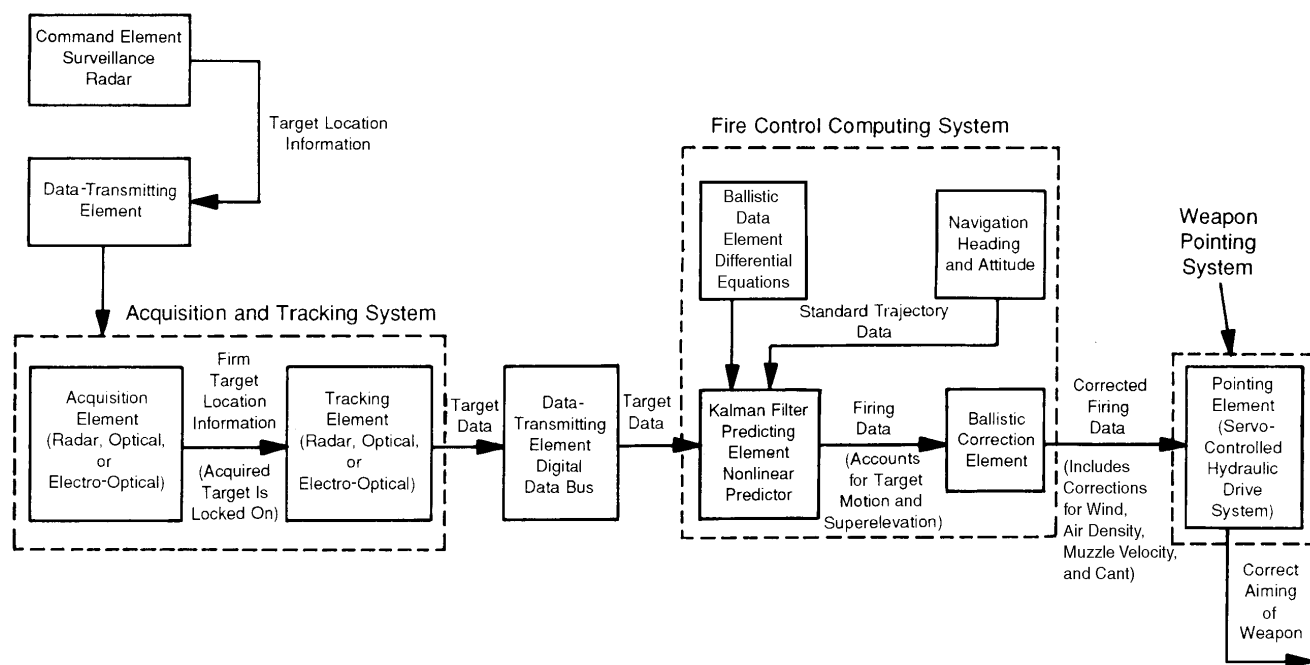 Command Element
Surveillance
Radar
Target Location
Information
Data-Transmitting
Element
Acquisition and Tracking System
Acquisition
Element
(Radar, Optical,
or
Electro-Optical)
Firm
Target
Location
Information
(Acquired
Target Is
Locked On)
Tracking
Element
(Radar, Optical,
or
Electro-Optical)
Target
Data
Data-
Transmitting
Element
Digital
Data Bus
Target
Data
Fire Control Computing System
Ballistic
Data
Element
Differential
Equations
Navigation
Heading
and Attitude
Standard Trajectory
Data
Kalman Filter
Predicting
Element
Nonlinear
Predictor
Firing
Data
(Accounts
for Target
Motion and
Superelevation)
Ballistic
Correction
Element
Corrected
Firing
Data
(Includes
Corrections
for Wind,
Air Density,
Muzzle Velocity,
and Cant)
Weapon
Pointing
System
Pointing
Element
(Servo-
Controlled
Hydraulic
Drive
System)
Correct
Aiming
of
Weapon